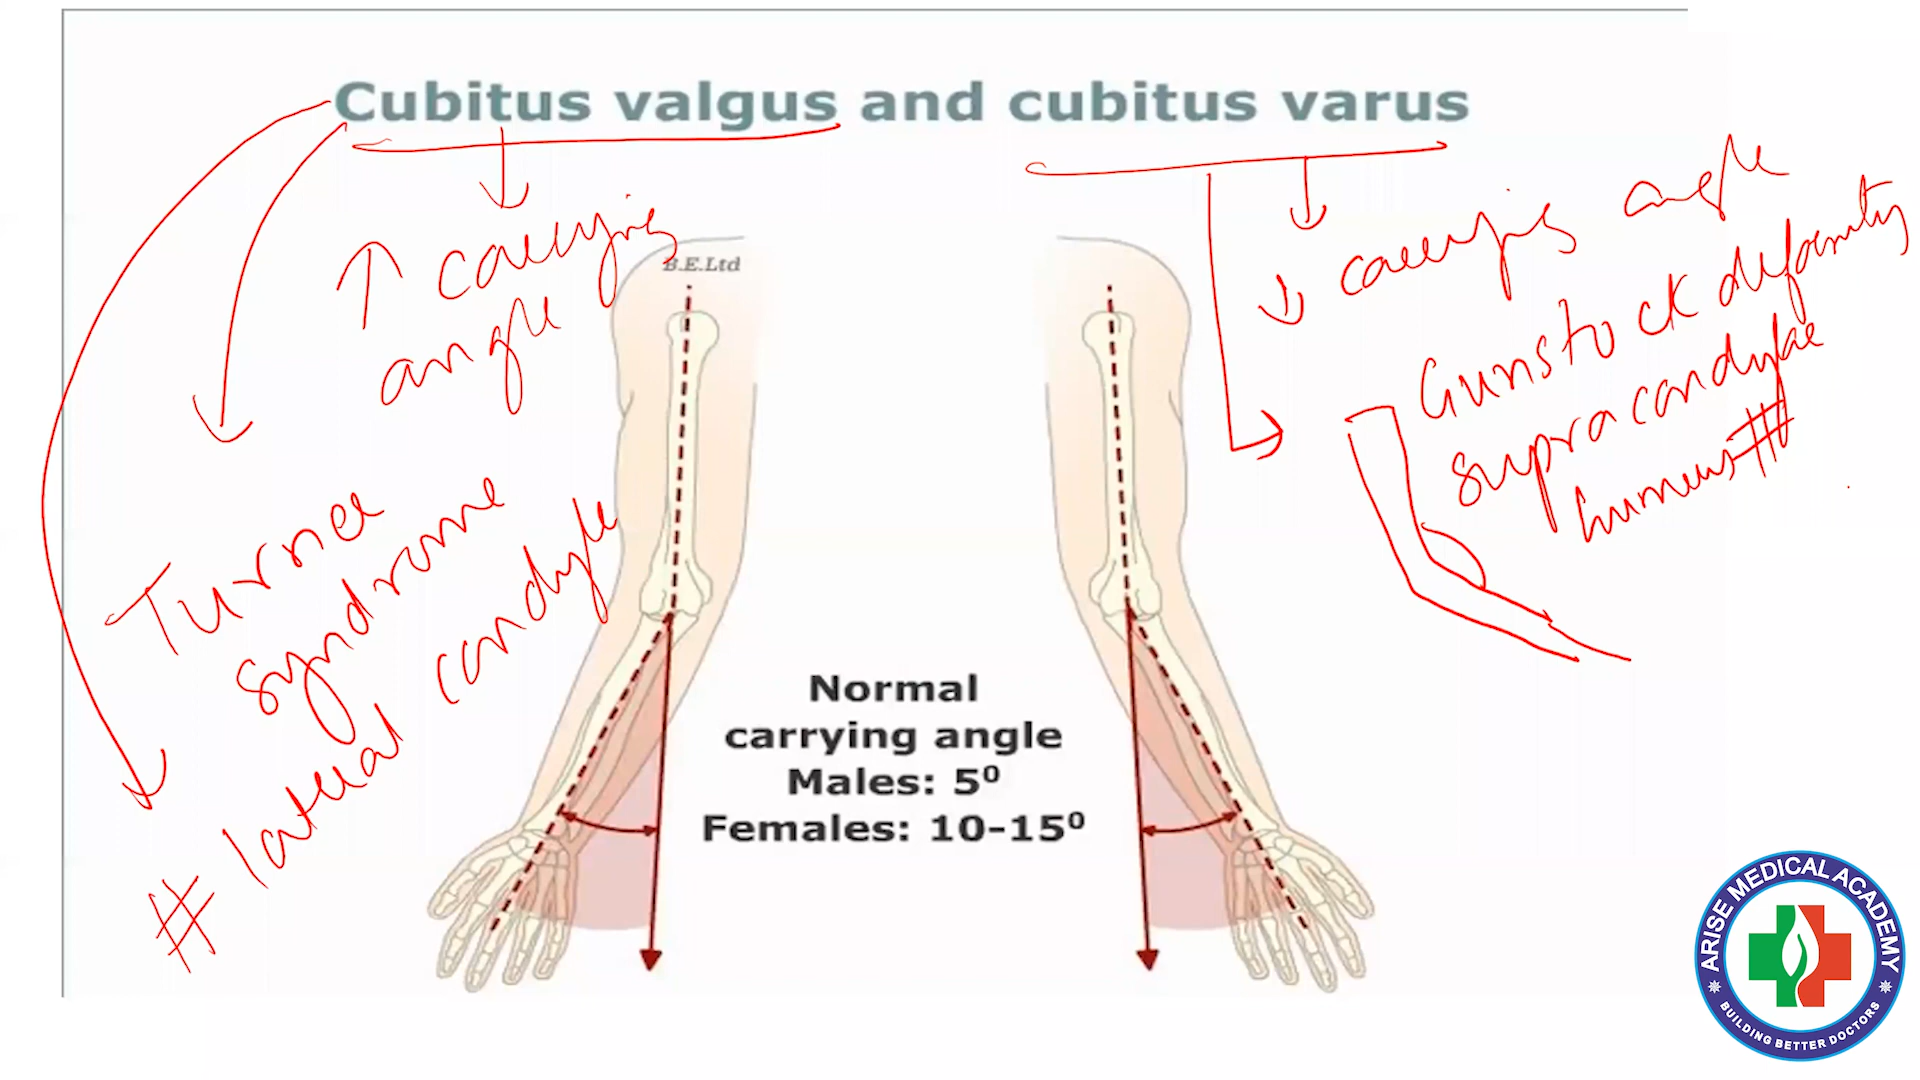 Cubitus valgus and cubitus varus
↑ carrying
angle
↓ carrying angle
Gunstock deformity
supracondylar
humerus #
B.E.Ltd
Turner
syndrome
# lateral condyle
Normal
carrying angle
Males: 5⁰
Females: 10-15⁰
ARISE MEDICAL ACADEMY
BUILDING BETTER DOCTORS